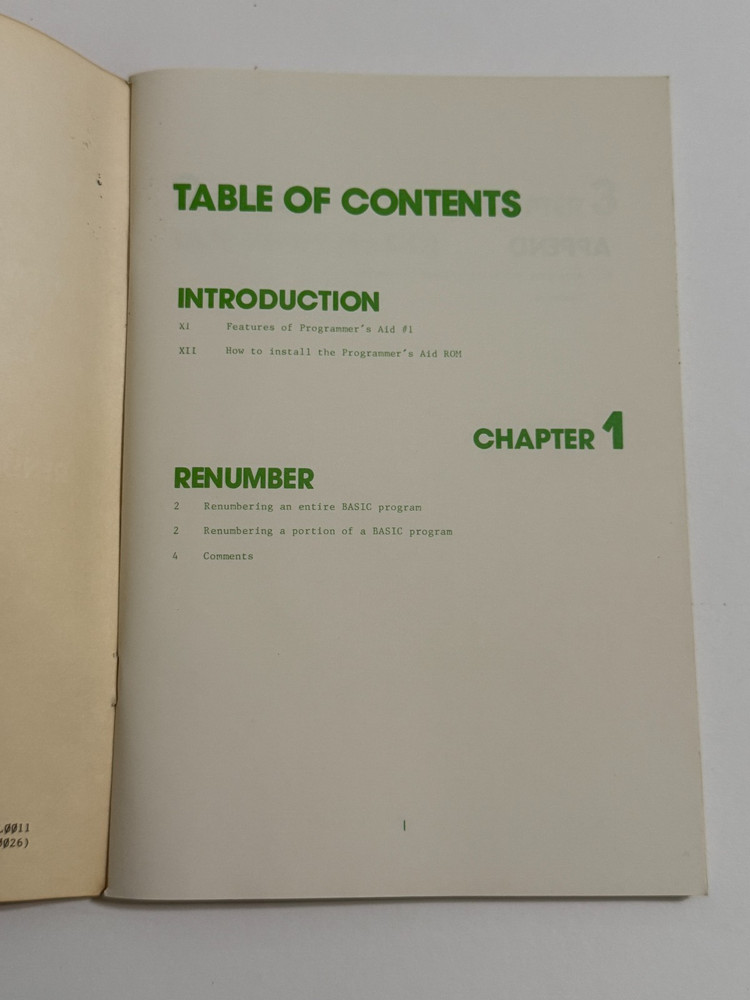 TABLE OF CONTENTS
INTRODUCTION
XI Features of Programmer's Aid #1
XII How to install the Programmer's Aid ROM
CHAPTER 1
RENUMBER
2 Renumbering an entire BASIC program
2 Renumbering a portion of a BASIC program
4 Comments
I